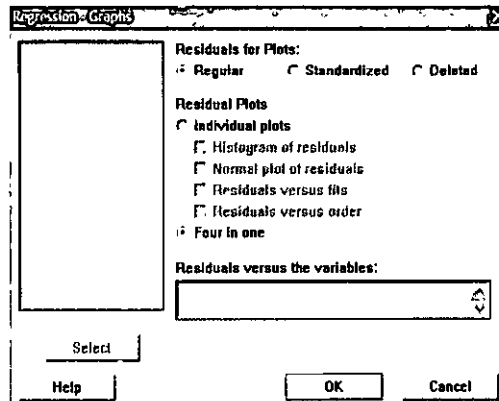 Regression - Graphs
Residuals for Plots:
Regular Standardized Deleted
Residual Plots
Individual plots
Histogram of residuals
Normal plot of residuals
Residuals versus fits
Residuals versus order
Four in one
Residuals versus the variables:
Select
Help OK Cancel